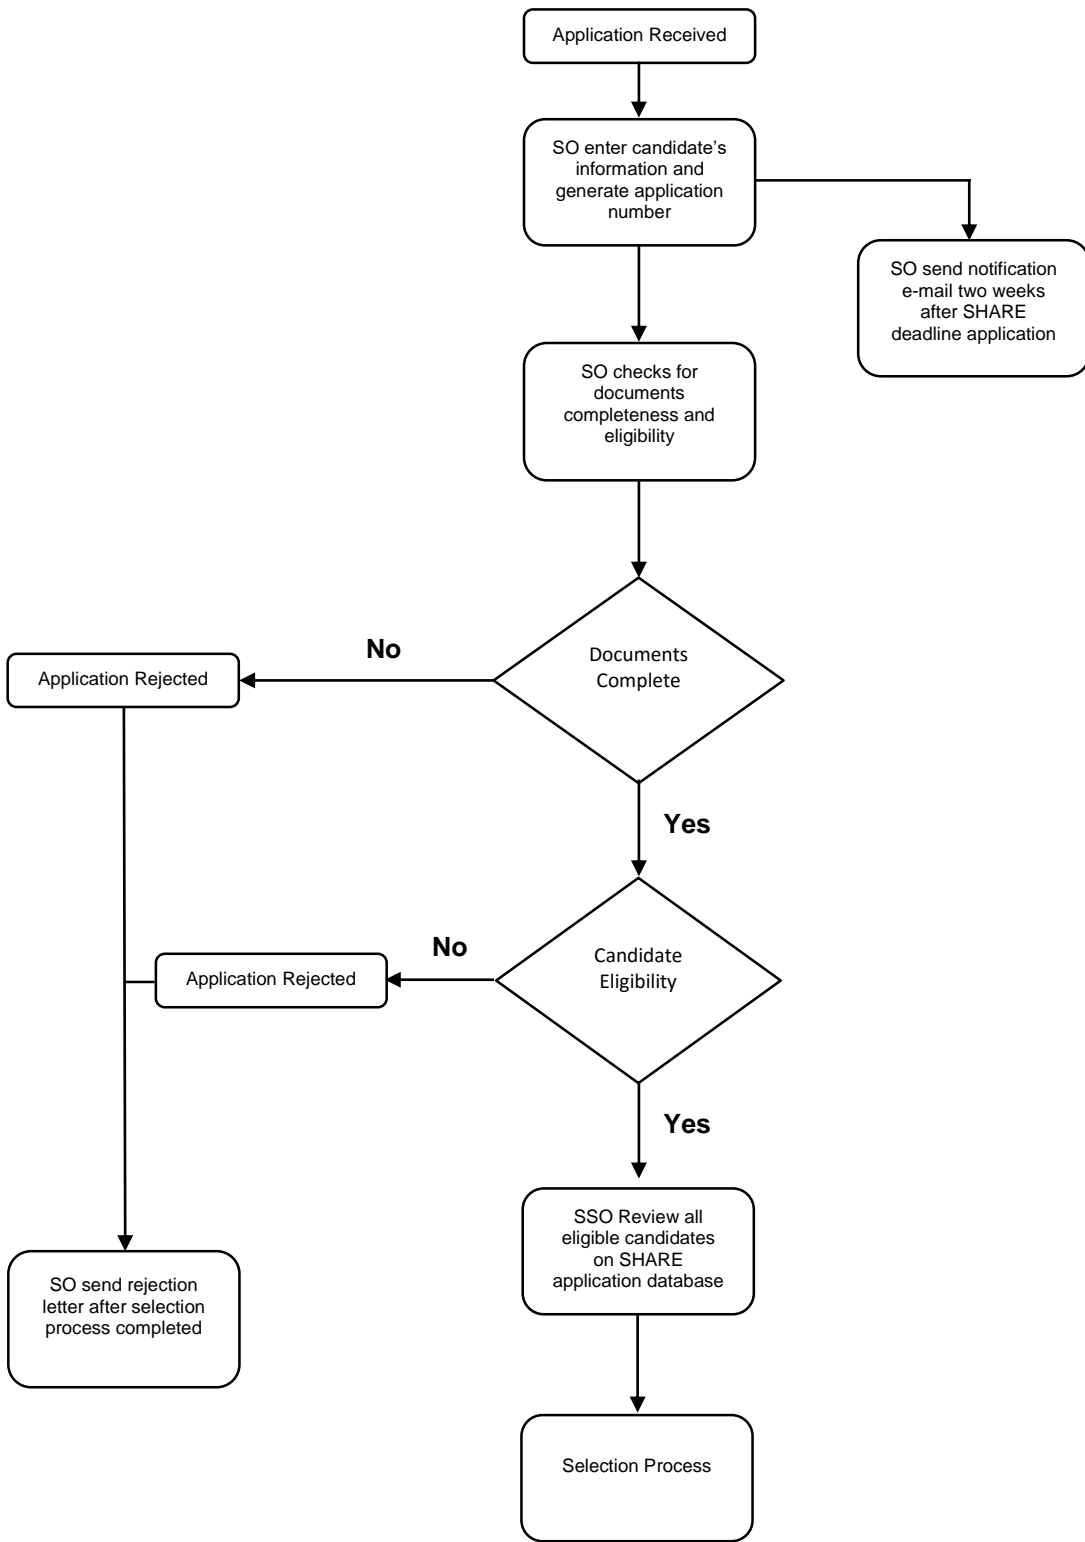 Application Received
SO enter candidate’s
information and
generate application
number
SO send notification
e-mail two weeks
after SHARE
deadline application
SO checks for
documents
completeness and
eligibility
Documents
Complete
No
Application Rejected
Yes
Candidate
Eligibility
No
Application Rejected
Yes
SSO Review all
eligible candidates
on SHARE
application database
SO send rejection
letter after selection
process completed
Selection Process